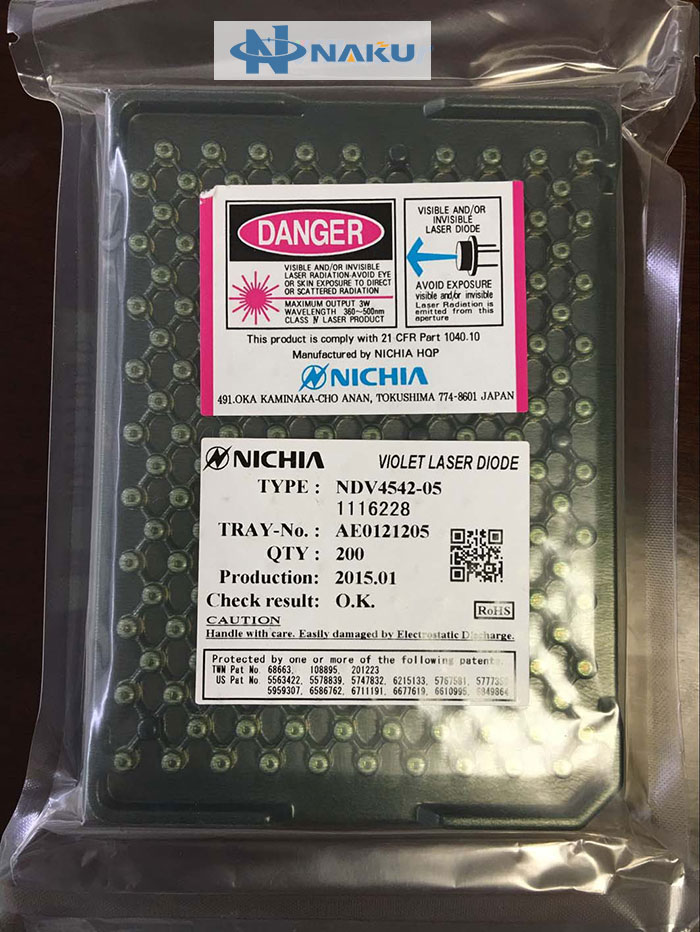 NAKU
DANGER
VISIBLE AND/OR INVISIBLE
LASER RADIATION-AVOID EYE
OR SKIN EXPOSURE TO DIRECT
OR SCATTERED RADIATION
MAXIMUM OUTPUT 3W
WAVELENGTH 360~500nm
CLASS Ⅳ LASER PRODUCT
VISIBLE AND/OR
INVISIBLE
LASER DIODE
AVOID EXPOSURE
visible and/or invisible
Laser Radiation is
emitted from this
aperture
This product is comply with 21 CFR Part 1040.10
Manufactured by NICHIA HQP
NICHIA
491.OKA KAMINAKA-CHO ANAN, TOKUSHIMA 774-8601 JAPAN
NICHIA VIOLET LASER DIODE
TYPE : NDV4542-05
1116228
TRAY-No. : AE0121205
QTY : 200
Production: 2015.01
Check result: O.K.
RoHS
CAUTION
Handle with care. Easily damaged by Electrostatic Discharge.
Protected by one or more of the following patent
TWN Pat No. 68663, 108895, 201223
US Pat No. 5563422, 5578839, 5747832, 6215133, 5767581,
5959307, 6586762, 6711191, 6677619, 6610995, 6849864